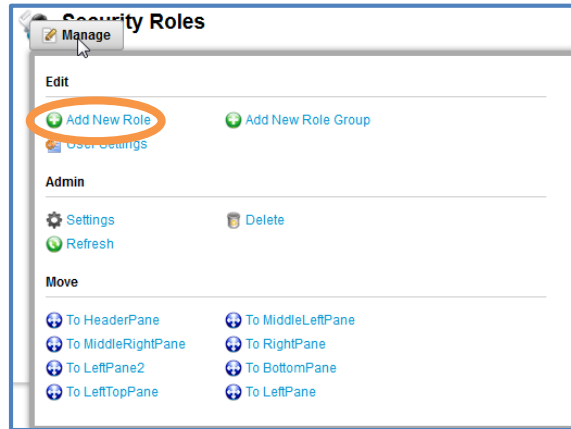 Security Roles
Manage
Edit
Add New Role Add New Role Group
User Settings
Admin
Settings Delete
Refresh
Move
To HeaderPane To MiddleLeftPane
To MiddleRightPane To RightPane
To LeftPane2 To BottomPane
To LeftTopPane To LeftPane